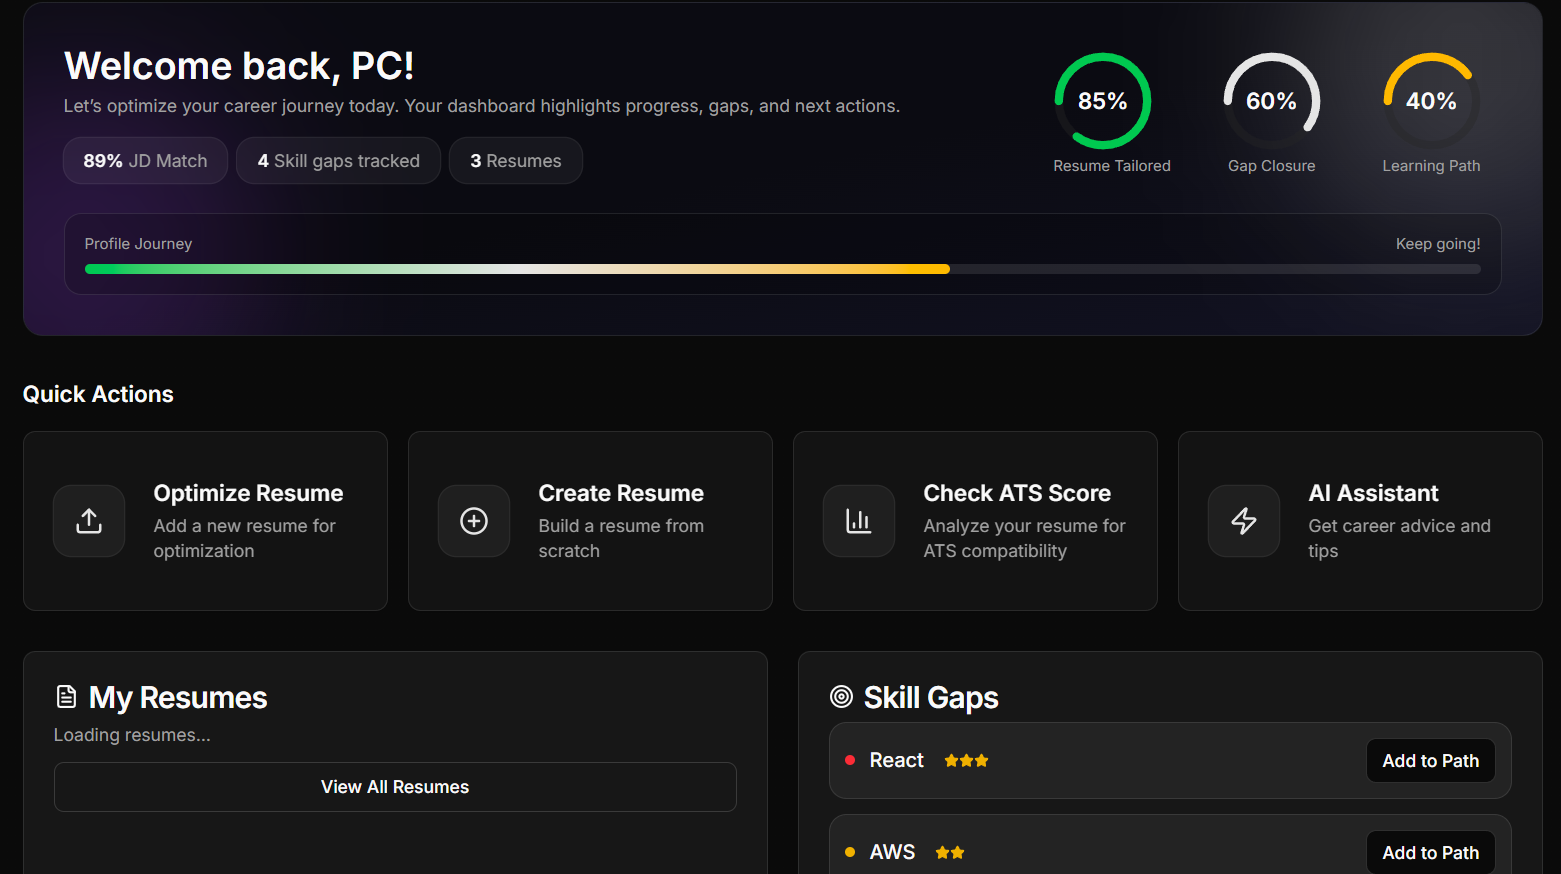 Welcome back, PC!
Let's optimize your career journey today. Your dashboard highlights progress, gaps, and next actions.
89% JD Match
4 Skill gaps tracked
3 Resumes
85%
Resume Tailored
60%
Gap Closure
40%
Learning Path
Profile Journey
Keep going!
Quick Actions
Optimize Resume
Add a new resume for
optimization
Create Resume
Build a resume from
scratch
Check ATS Score
Analyze your resume for
ATS compatibility
AI Assistant
Get career advice and
tips
My Resumes
Loading resumes...
View All Resumes
Skill Gaps
React
Add to Path
AWS
Add to Path